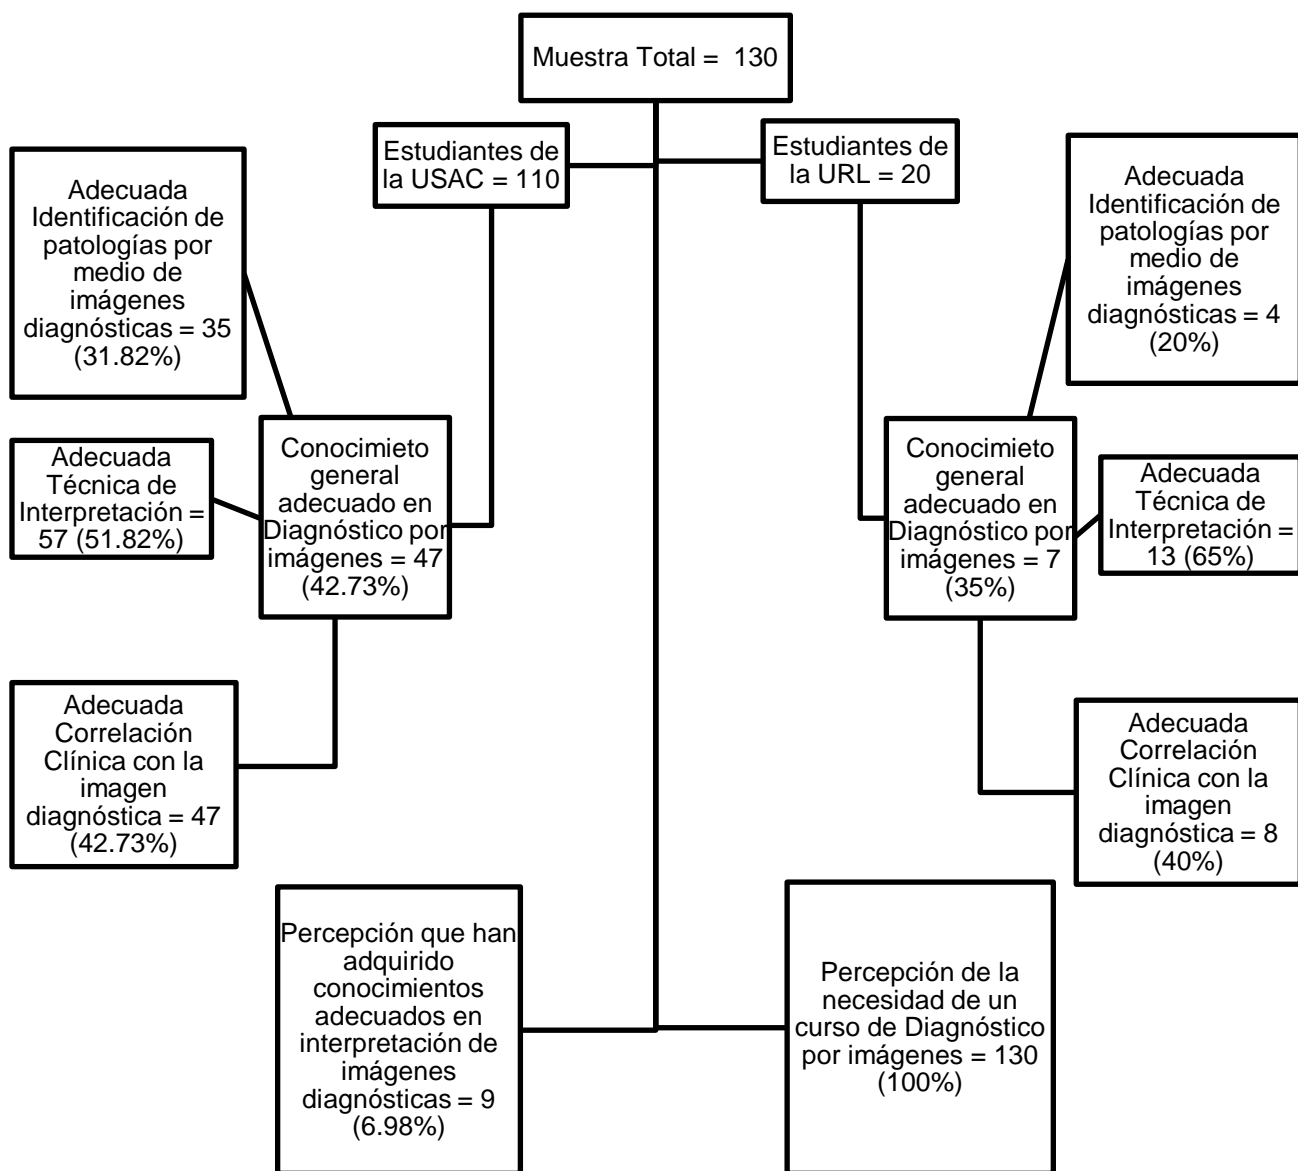 Muestra Total = 130
Estudiantes de
la USAC = 110
Estudiantes de
la URL = 20
Adecuada
Identificación de
patologías por
medio de
imágenes
diagnósticas = 35
(31.82%)
Adecuada
Identificación de
patologías por
medio de
imágenes
diagnósticas = 4
(20%)
Adecuada
Técnica de
Interpretación =
57 (51.82%)
Conocimieto
general
adecuado en
Diagnóstico por
imágenes = 47
(42.73%)
Conocimieto
general
adecuado en
Diagnóstico por
imágenes = 7
(35%)
Adecuada
Técnica de
Interpretación =
13 (65%)
Adecuada
Correlación
Clínica con la
imagen
diagnóstica = 47
(42.73%)
Adecuada
Correlación
Clínica con la
imagen
diagnóstica = 8
(40%)
Percepción que han
adquirido
conocimientos
adecuados en
interpretación de
imágenes
diagnósticas = 9
(6.98%)
Percepción de la
necesidad de un
curso de Diagnóstico
por imágenes = 130
(100%)